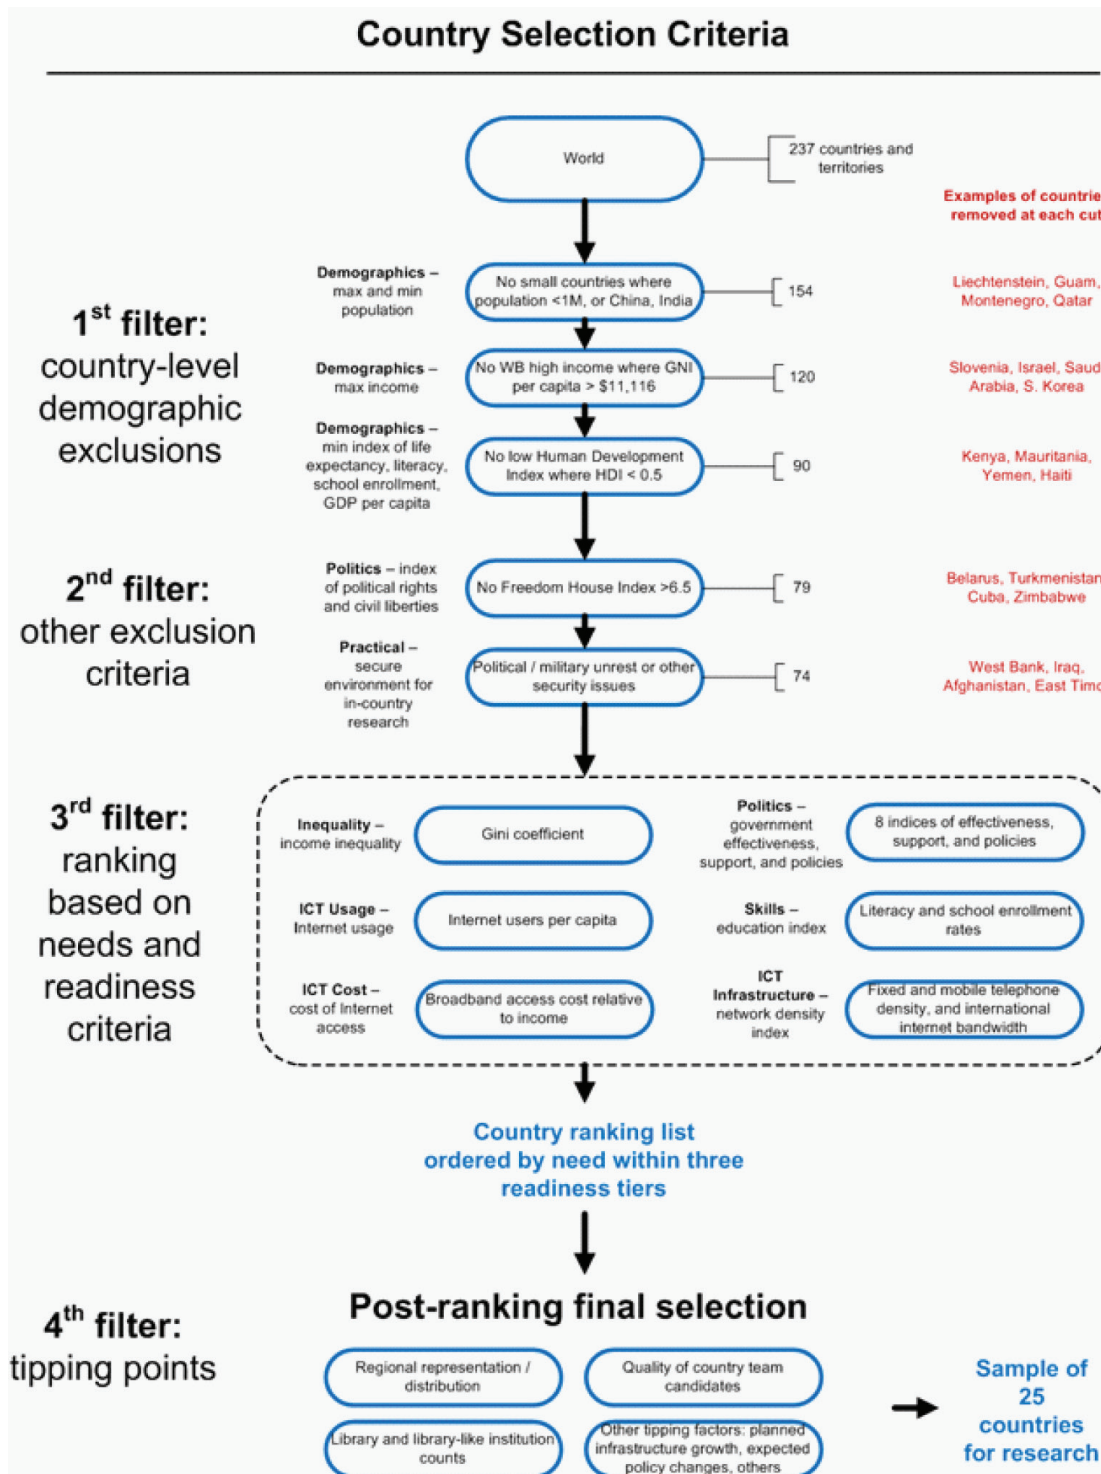 Country Selection Criteria
World
237 countries and
territories
Examples of countrie
removed at each cut
1st filter:
country-level
demographic
exclusions
Demographics –
max and min
population
No small countries where
population <1M, or China, India
154
Liechtenstein, Guam,
Montenegro, Qatar
Demographics –
max income
No WB high income where GNI
per capita > $11,116
120
Slovenia, Israel, Saud
Arabia, S. Korea
Demographics –
min index of life
expectancy, literacy,
school enrollment,
GDP per capita
No low Human Development
Index where HDI < 0.5
90
Kenya, Mauritania,
Yemen, Haiti
2nd filter:
other exclusion
criteria
Politics – index
of political rights
and civil liberties
No Freedom House Index >6.5
79
Belarus, Turkmenistan
Cuba, Zimbabwe
Practical –
secure
environment for
in-country
research
Political / military unrest or other
security issues
74
West Bank, Iraq,
Afghanistan, East Timo
3rd filter:
ranking
based on
needs and
readiness
criteria
Inequality –
income inequality
Gini coefficient
Politics –
government
effectiveness,
support, and policies
8 indices of effectiveness,
support, and policies
ICT Usage –
Internet usage
Internet users per capita
Skills –
education index
Literacy and school enrollment
rates
ICT Cost –
cost of Internet
access
Broadband access cost relative
to income
ICT
Infrastructure –
network density
index
Fixed and mobile telephone
density, and international
internet bandwidth
Country ranking list
ordered by need within three
readiness tiers
4th filter:
tipping points
Post-ranking final selection
Regional representation /
distribution
Quality of country team
candidates
Library and library-like institution
counts
Other tipping factors: planned
infrastructure growth, expected
policy changes, others
Sample of
25
countries
for research